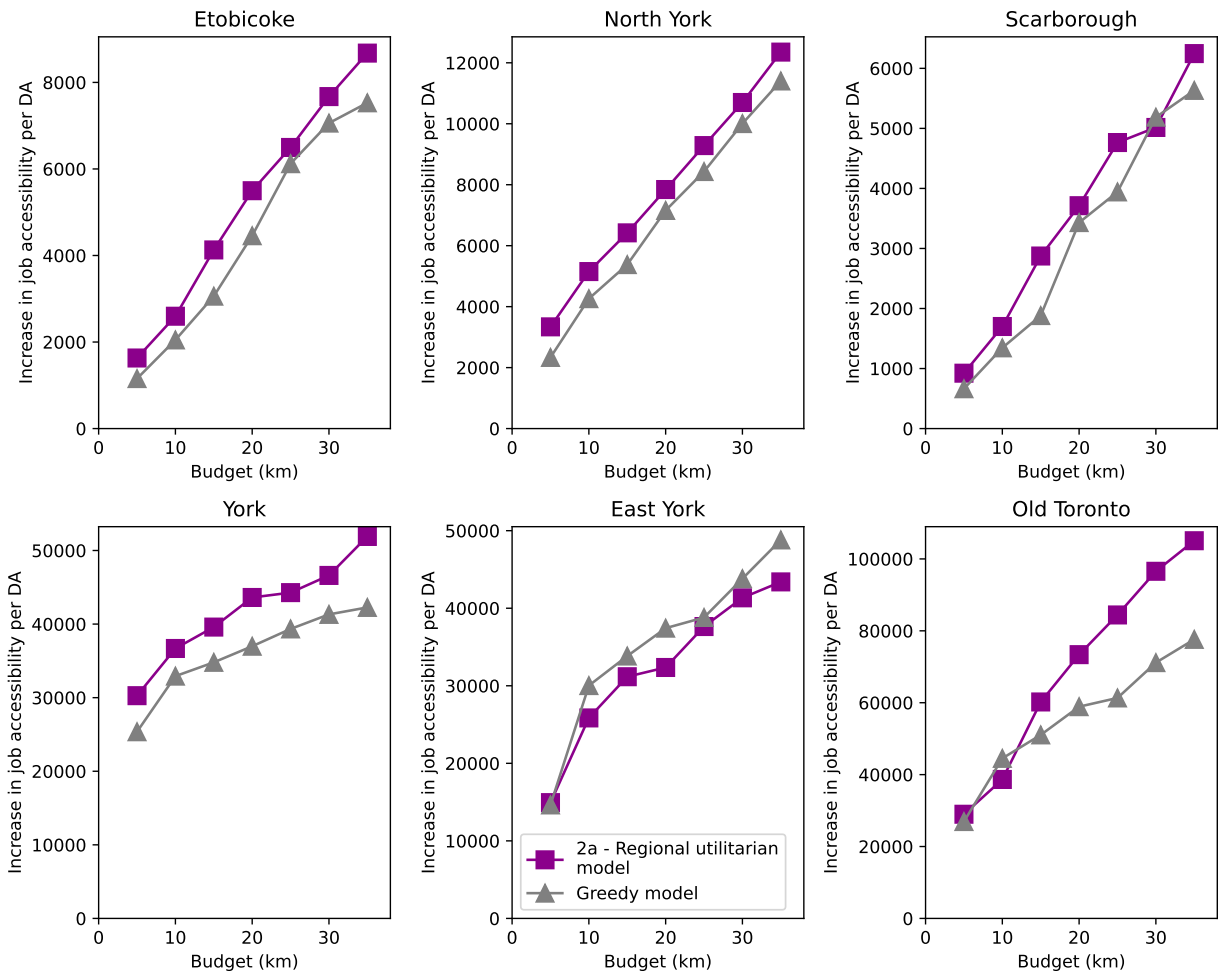 Etobicoke
Increase in job accessibility per DA
8000
6000
4000
2000
0
0 10 20 30
Budget (km)
North York
Increase in job accessibility per DA
12000
10000
8000
6000
4000
2000
0
0 10 20 30
Budget (km)
Scarborough
Increase in job accessibility per DA
6000
5000
4000
3000
2000
1000
0
0 10 20 30
Budget (km)
York
Increase in job accessibility per DA
50000
40000
30000
20000
10000
0
0 10 20 30
Budget (km)
East York
Increase in job accessibility per DA
50000
40000
30000
20000
10000
0
2a - Regional utilitarian
model
Greedy model
0 10 20 30
Budget (km)
Old Toronto
Increase in job accessibility per DA
100000
80000
60000
40000
20000
0
0 10 20 30
Budget (km)